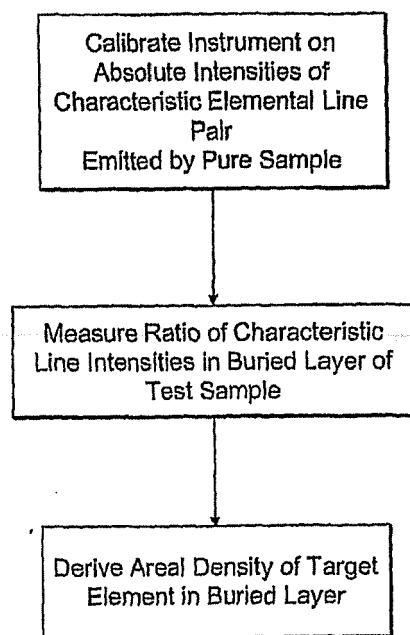 Calibrate Instrument on
Absolute Intensities of
Characteristic Elemental Line
Pair
Emitted by Pure Sample
Measure Ratio of Characteristic
Line Intensities in Buried Layer of
Test Sample
Derive Areal Density of Target
Element in Buried Layer